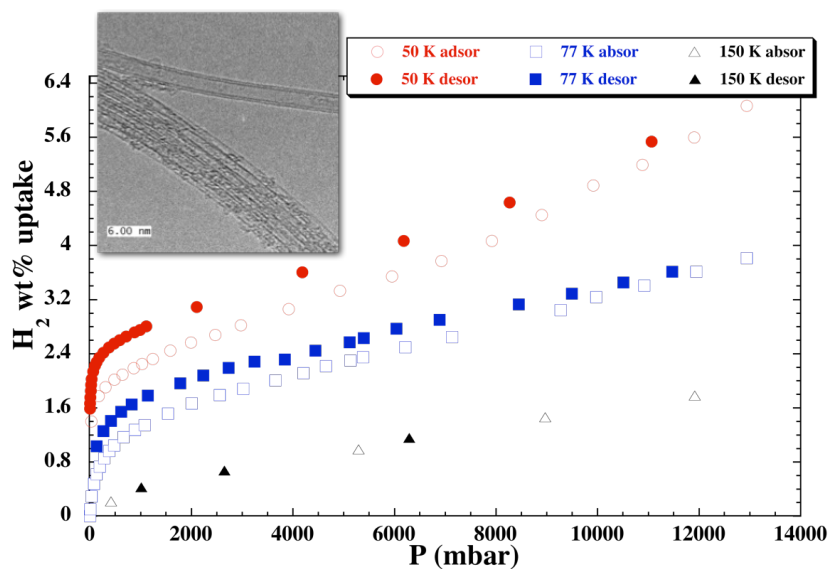 50 K adsor
77 K absor
150 K absor
50 K desor
77 K desor
150 K desor
6.4
5.6
4.8
4
3.2
2.4
1.6
0.8
0
H₂ wt% uptake
6.00 nm
0 2000 4000 6000 8000 10000 12000 14000
P (mbar)